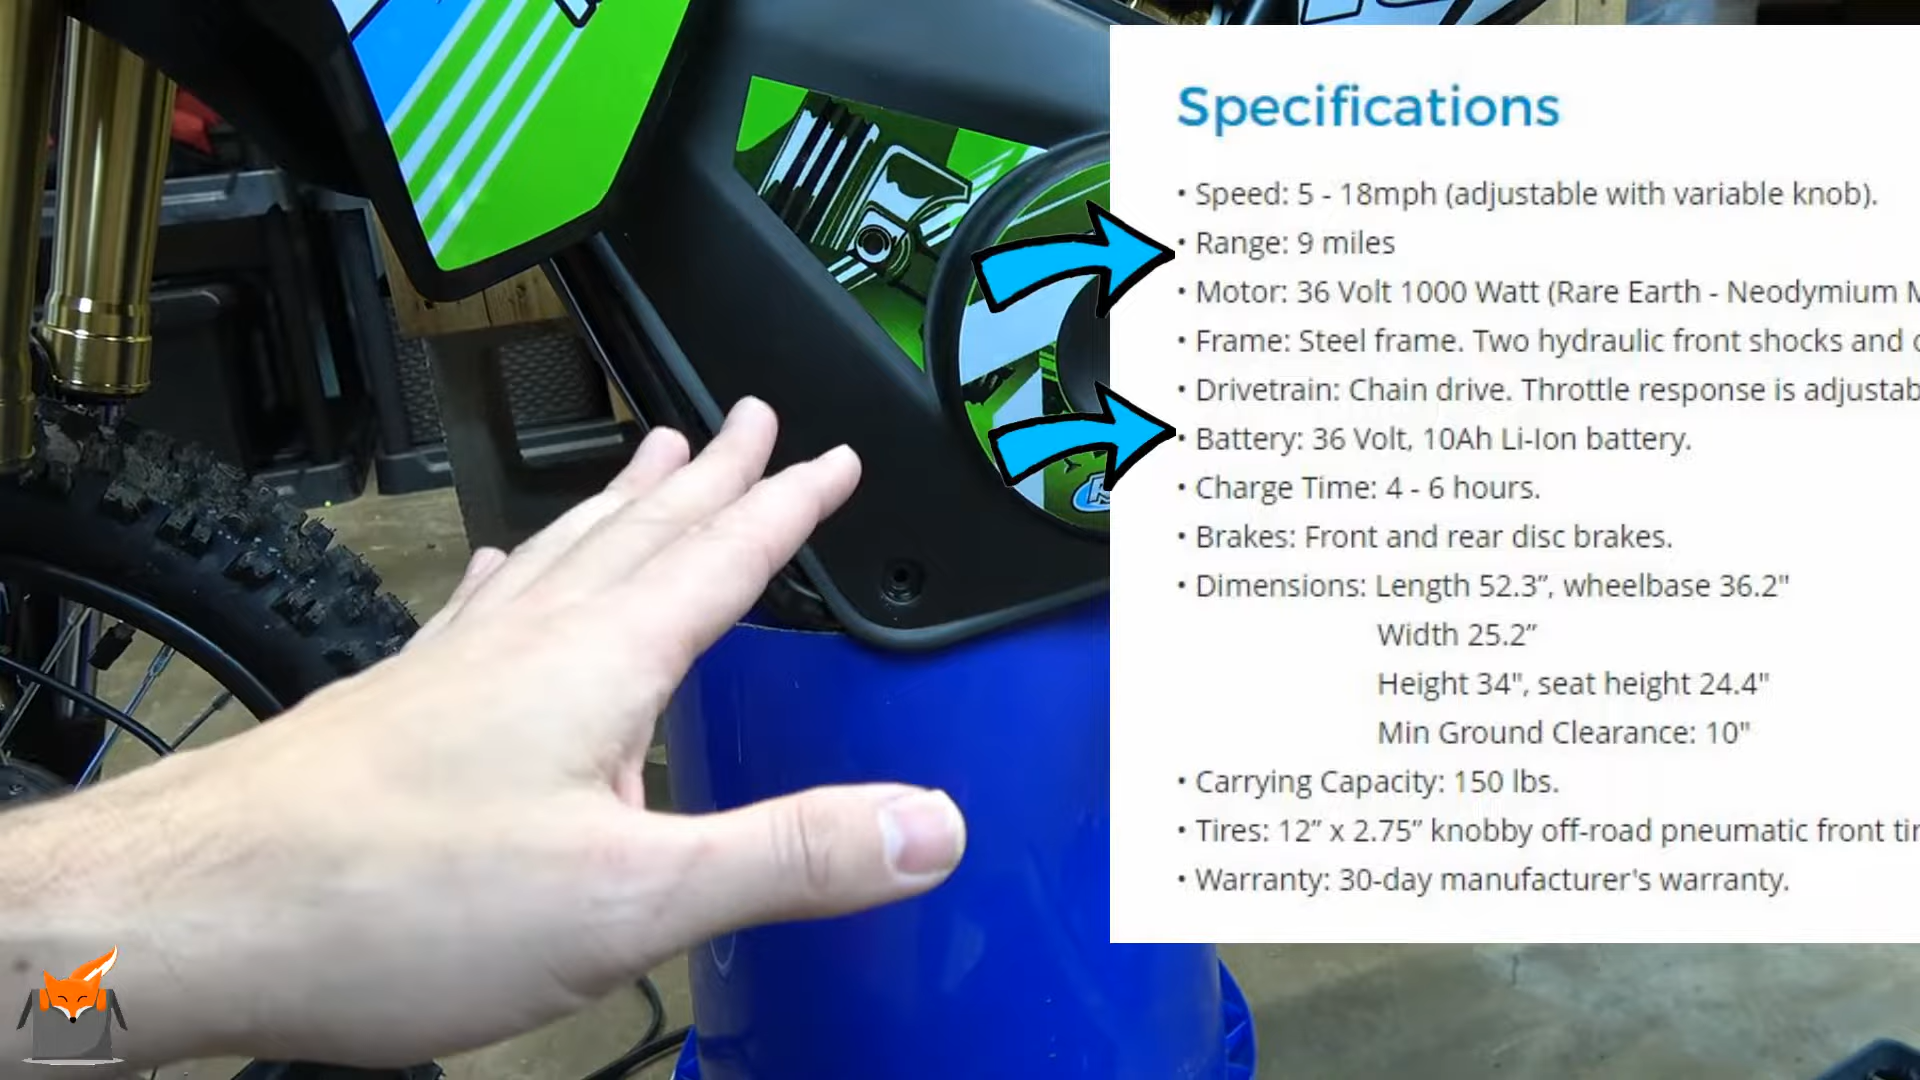 Specifications
• Speed: 5 - 18mph (adjustable with variable knob).
• Range: 9 miles
• Motor: 36 Volt 1000 Watt (Rare Earth - Neodymium
• Frame: Steel frame. Two hydraulic front shocks and
• Drivetrain: Chain drive. Throttle response is
• Battery: 36 Volt, 10Ah Li-Ion battery.
• Charge Time: 4 - 6 hours.
• Brakes: Front and rear disc brakes.
• Dimensions: Length 52.3”, wheelbase 36.2"
Width 25.2”
Height 34", seat height 24.4"
Min Ground Clearance: 10"
• Carrying Capacity: 150 lbs.
• Tires: 12” x 2.75” knobby off-road pneumatic front
• Warranty: 30-day manufacturer's warranty.